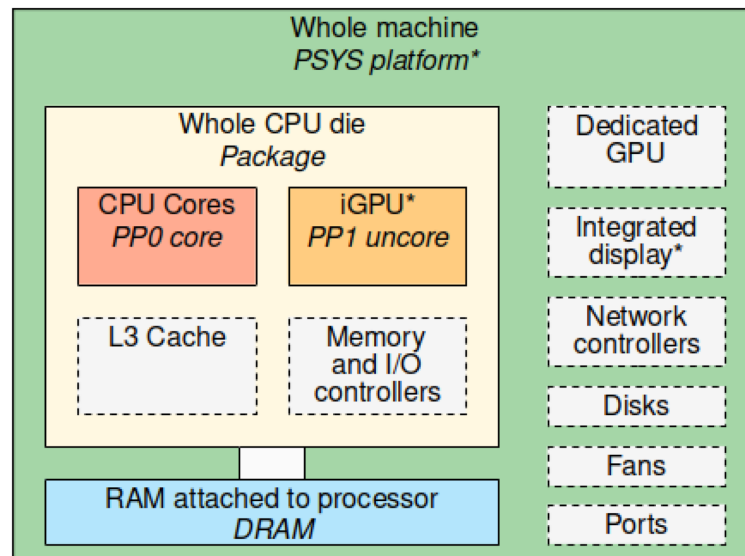 Whole machine
PSYS platform*
Whole CPU die
Package
CPU Cores
PP0 core
iGPU*
PP1 uncore
L3 Cache
Memory
and I/O
controllers
RAM attached to processor
DRAM
Dedicated
GPU
Integrated
display*
Network
controllers
Disks
Fans
Ports